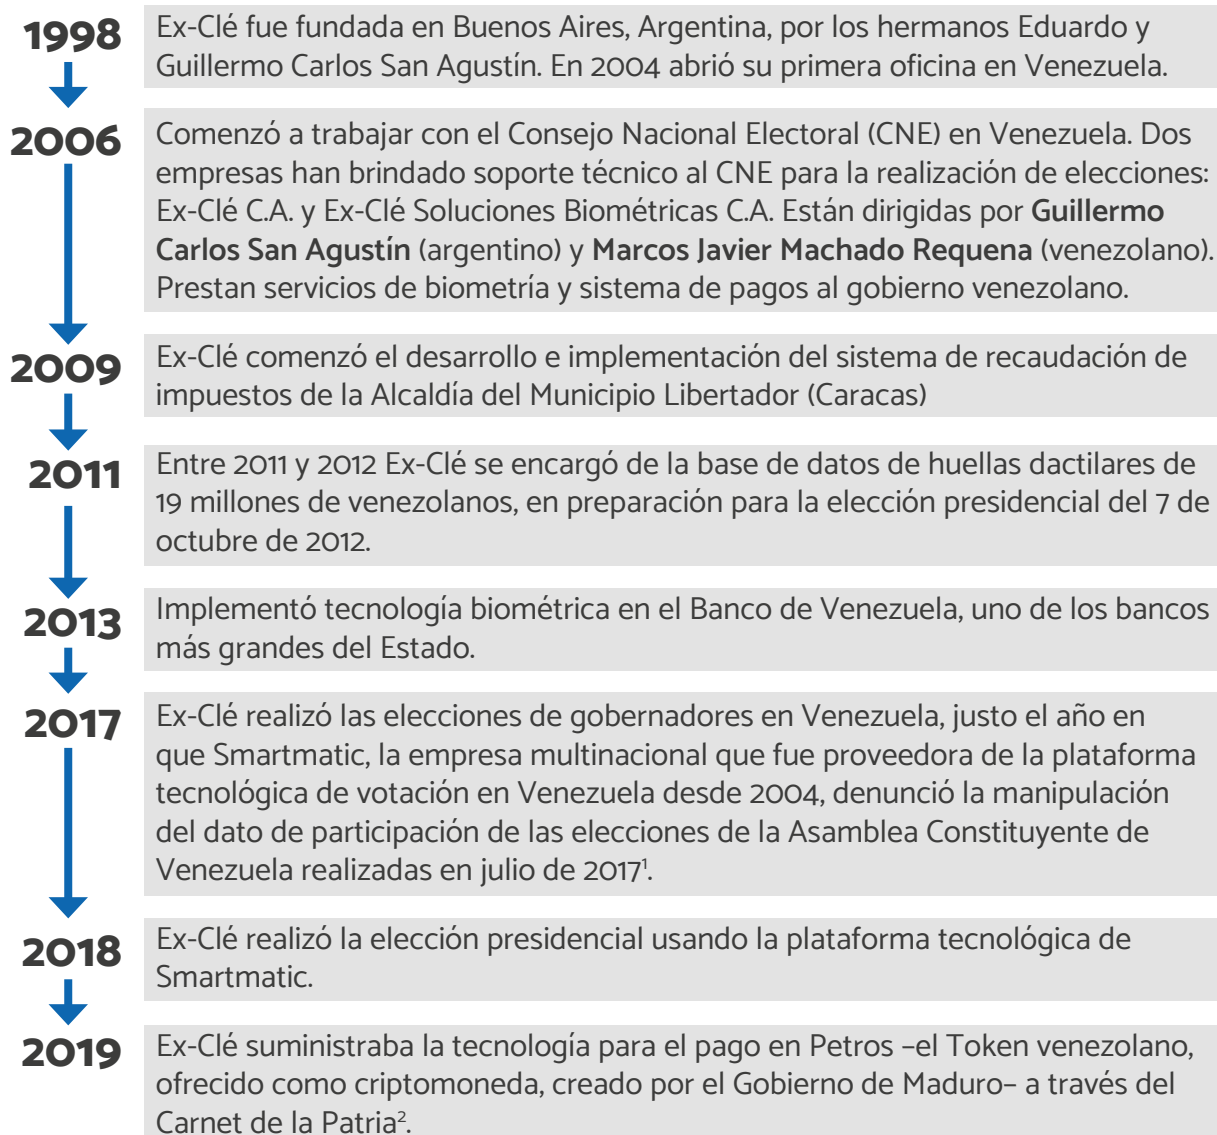 1998
Ex-Clé fue fundada en Buenos Aires, Argentina, por los hermanos Eduardo y
Guillermo Carlos San Agustín. En 2004 abrió su primera oficina en Venezuela.
2006
Comenzó a trabajar con el Consejo Nacional Electoral (CNE) en Venezuela. Dos
empresas han brindado soporte técnico al CNE para la realización de elecciones:
Ex-Clé C.A. y Ex-Clé Soluciones Biométricas C.A. Están dirigidas por Guillermo
Carlos San Agustín (argentino) y Marcos Javier Machado Requena (venezolano).
Prestan servicios de biometría y sistema de pagos al gobierno venezolano.
2009
Ex-Clé comenzó el desarrollo e implementación del sistema de recaudación de
impuestos de la Alcaldía del Municipio Libertador (Caracas)
2011
Entre 2011 y 2012 Ex-Clé se encargó de la base de datos de huellas dactilares de
19 millones de venezolanos, en preparación para la elección presidencial del 7 de
octubre de 2012.
2013
Implementó tecnología biométrica en el Banco de Venezuela, uno de los bancos
más grandes del Estado.
2017
Ex-Clé realizó las elecciones de gobernadores en Venezuela, justo el año en
que Smartmatic, la empresa multinacional que fue proveedora de la plataforma
tecnológica de votación en Venezuela desde 2004, denunció la manipulación
del dato de participación de las elecciones de la Asamblea Constituyente de
Venezuela realizadas en julio de 2017¹.
2018
Ex-Clé realizó la elección presidencial usando la plataforma tecnológica de
Smartmatic.
2019
Ex-Clé suministraba la tecnología para el pago en Petros –el Token venezolano,
ofrecido como criptomoneda, creado por el Gobierno de Maduro– a través del
Carnet de la Patria².